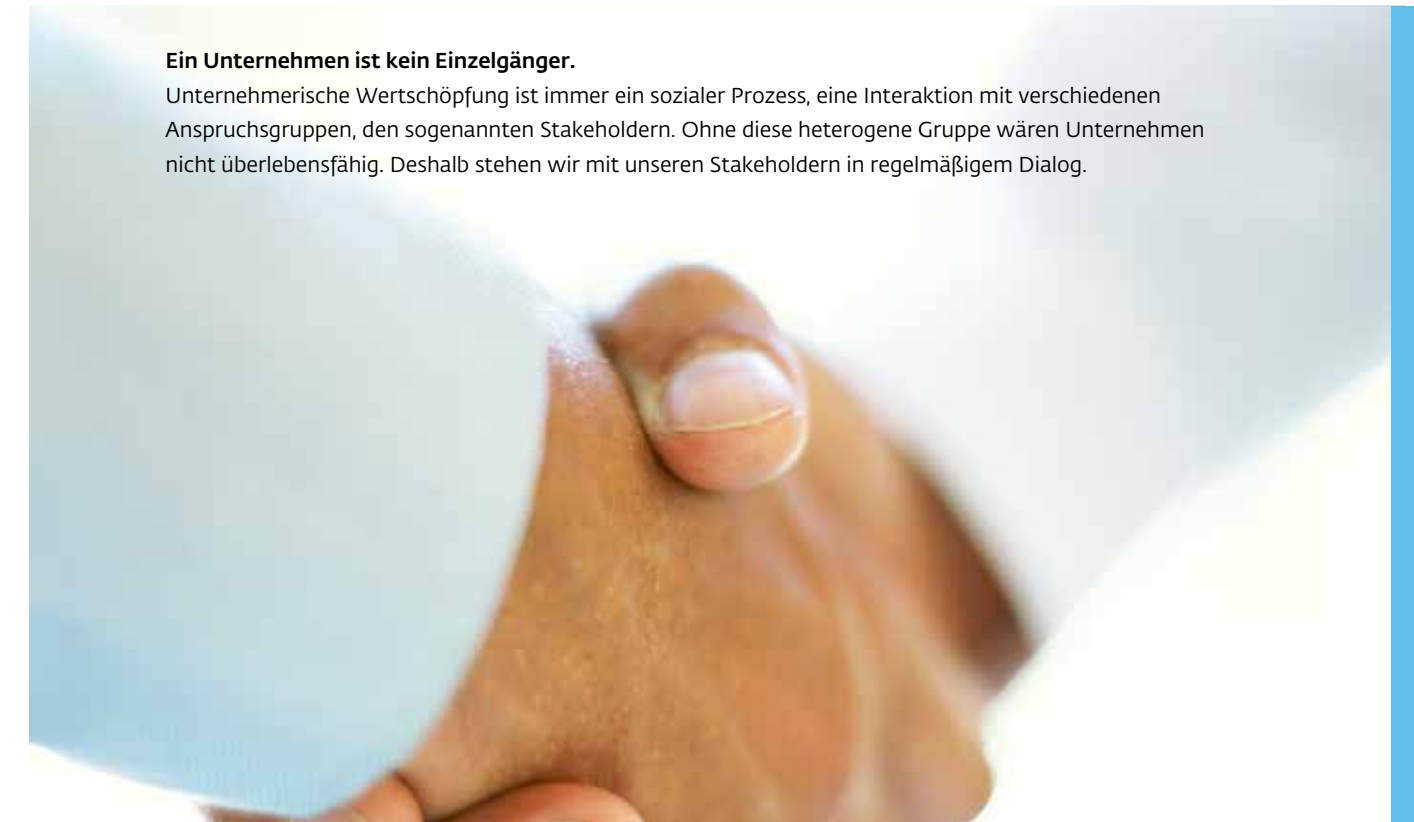 Ein Unternehmen ist kein Einzelgänger.
Unternehmerische Wertschöpfung ist immer ein sozialer Prozess, eine Interaktion mit verschiedenen
Anspruchsgruppen, den sogenannten Stakeholdern. Ohne diese heterogene Gruppe wären Unternehmen
nicht überlebensfähig. Deshalb stehen wir mit unseren Stakeholdern in regelmäßigem Dialog.